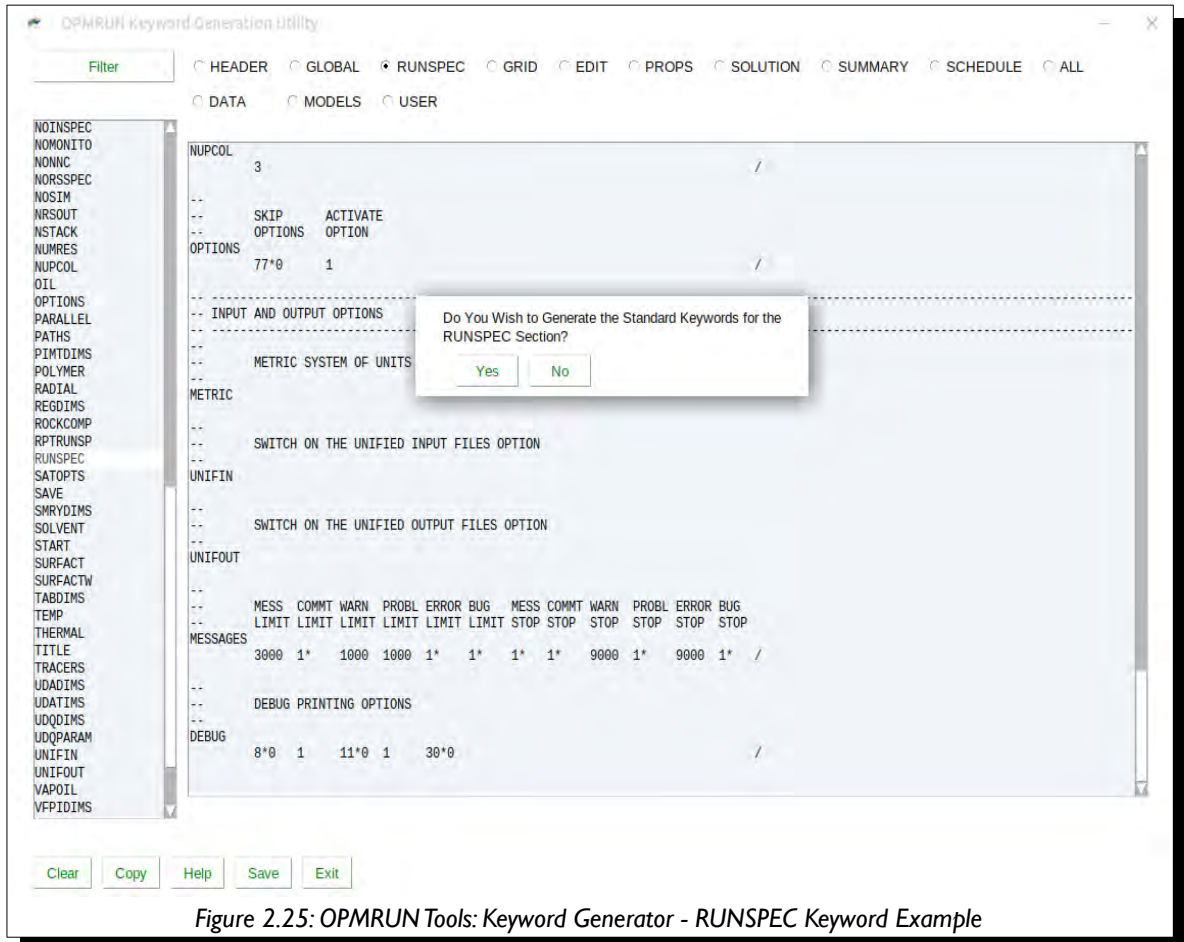 OPMRUN Keyword Generation Utility
Filter
HEADER GLOBAL RUNSPEC GRID EDIT PROPS SOLUTION SUMMARY SCHEDULE ALL
DATA MODELS USER
NOINSPEC
NOMONITO
NONNC
NORSSPEC
NOSIM
NRSOUT
NSTACK
NUMRES
NUPCOL
OIL
OPTIONS
PARALLEL
PATHS
PIMTDIMS
POLYMER
RADIAL
REGDIMS
ROCKCOMP
RPTRUNSP
RUNSPEC
SATOPTS
SAVE
SMRYDIMS
SOLVENT
START
SURFACT
SURFACTW
TABDIMS
TEMP
THERMAL
TITLE
TRACERS
UDADIMS
UDATIMS
UDQDIMS
UDQPARAM
UNIFIN
UNIFOUT
VAPOIL
VFPIDIMS
NUPCOL
3 /
--
-- SKIP ACTIVATE
-- OPTIONS OPTION
OPTIONS
77*0 1 /
-- --------------------------------------------------------------------------
-- INPUT AND OUTPUT OPTIONS
-- --------------------------------------------------------------------------
--
-- METRIC SYSTEM OF UNITS
--
METRIC
--
-- SWITCH ON THE UNIFIED INPUT FILES OPTION
--
UNIFIN
--
-- SWITCH ON THE UNIFIED OUTPUT FILES OPTION
--
UNIFOUT
--
-- MESS COMMT WARN PROBL ERROR BUG MESS COMMT WARN PROBL ERROR BUG
-- LIMIT LIMIT LIMIT LIMIT LIMIT LIMIT STOP STOP STOP STOP STOP STOP
MESSAGES
3000 1* 1000 1000 1* 1* 1* 1* 9000 1* 9000 1* /
--
-- DEBUG PRINTING OPTIONS
--
DEBUG
8*0 1 11*0 1 30*0 /
Do You Wish to Generate the Standard Keywords for the
RUNSPEC Section?
Yes No
Clear Copy Help Save Exit
Figure 2.25: OPMRUN Tools: Keyword Generator - RUNSPEC Keyword Example